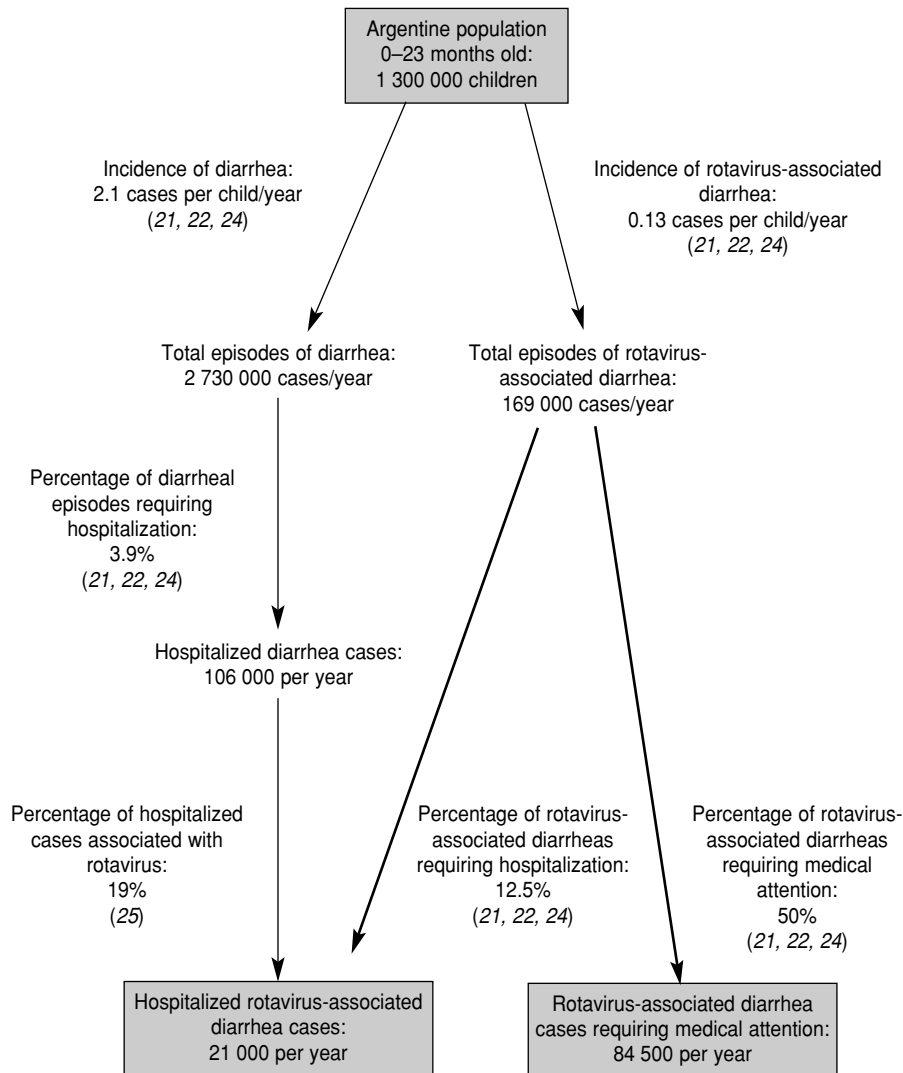 Argentine population
0–23 months old:
1 300 000 children
Incidence of diarrhea:
2.1 cases per child/year
(21, 22, 24)
Incidence of rotavirus-associated
diarrhea:
0.13 cases per child/year
(21, 22, 24)
Total episodes of diarrhea:
2 730 000 cases/year
Total episodes of rotavirus-
associated diarrhea:
169 000 cases/year
Percentage of diarrheal
episodes requiring
hospitalization:
3.9%
(21, 22, 24)
Hospitalized diarrhea cases:
106 000 per year
Percentage of hospitalized
cases associated with
rotavirus:
19%
(25)
Percentage of rotavirus-
associated diarrheas
requiring hospitalization:
12.5%
(21, 22, 24)
Percentage of rotavirus-
associated diarrheas
requiring medical
attention:
50%
(21, 22, 24)
Hospitalized rotavirus-associated
diarrhea cases:
21 000 per year
Rotavirus-associated diarrhea
cases requiring medical attention:
84 500 per year